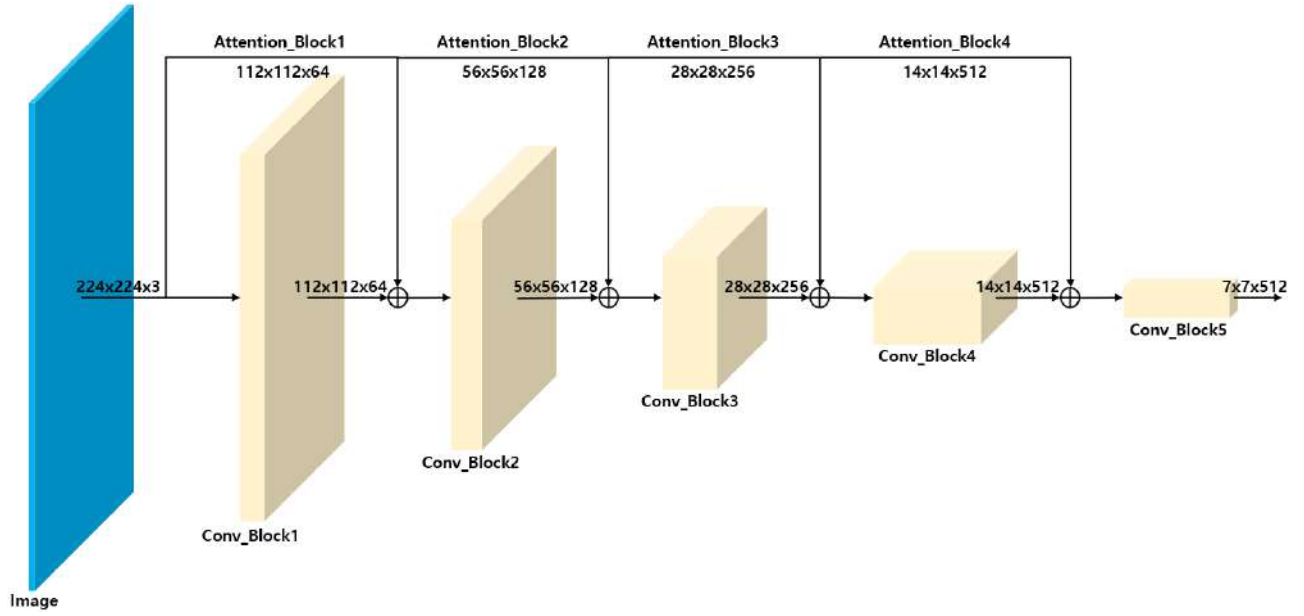 Attention_Block1
Attention_Block2
Attention_Block3
Attention_Block4
112x112x64
56x56x128
28x28x256
14x14x512
224x224x3
112x112x64
56x56x128
28x28x256
14x14x512
7x7x512
Conv_Block5
Conv_Block4
Conv_Block3
Conv_Block2
Conv_Block1
Image